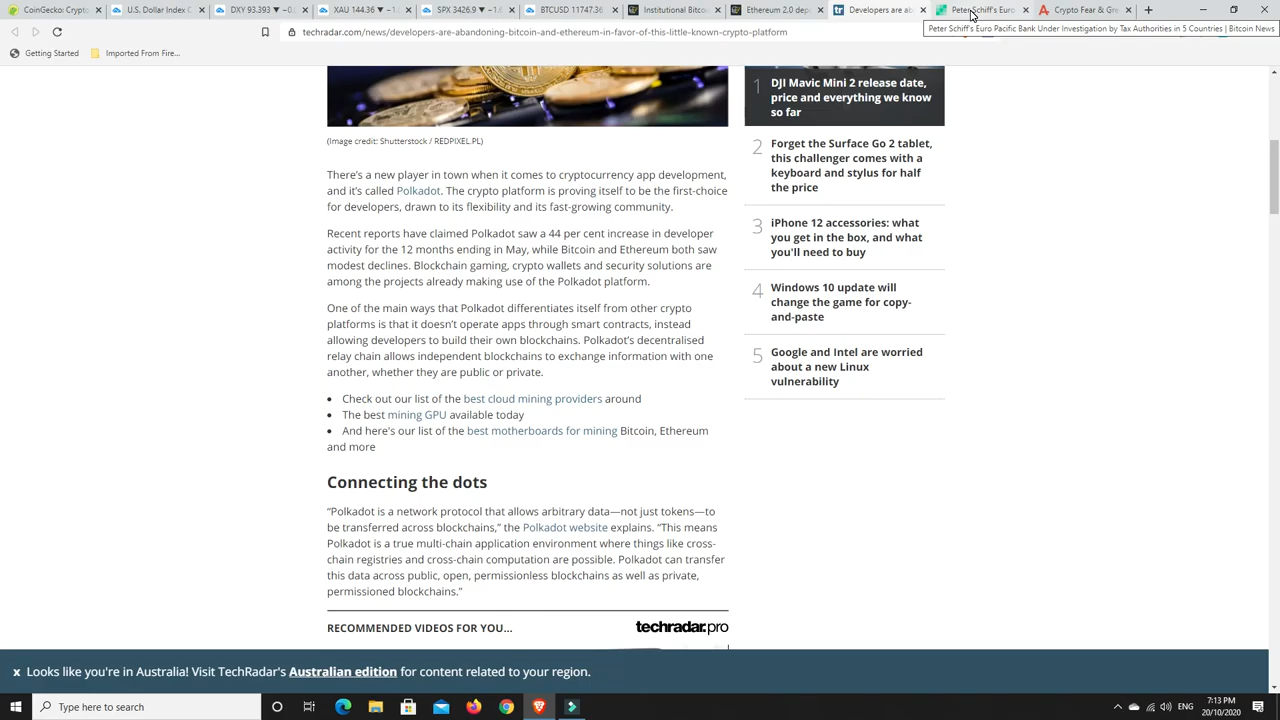 CoinGecko: Crypto
U.S. Dollar Index C
DXY 93.393 ▼ −0.
XAU 1144.36 ▼ −1.
SPX 3426.9 ▼ −1.6
BTCUSD 11747.36
Institutional Bitco
Ethereum 2.0 dep
Developers are ab
Peter Schiff's Euro
Crypto Fear & Gre
techradar.com/news/developers-are-abandoning-bitcoin-and-ethereum-in-favor-of-this-little-known-crypto-platform
Peter Schiff's Euro Pacific Bank Under Investigation by Tax Authorities in 5 Countries | Bitcoin News
Getting Started
Imported From Fire...
(Image credit: Shutterstock / REDPIXEL.PL)
There's a new player in town when it comes to cryptocurrency app development,
and it's called Polkadot. The crypto platform is proving itself to be the first-choice
for developers, drawn to its flexibility and its fast-growing community.
Recent reports have claimed Polkadot saw a 44 per cent increase in developer
activity for the 12 months ending in May, while Bitcoin and Ethereum both saw
modest declines. Blockchain gaming, crypto wallets and security solutions are
among the projects already making use of the Polkadot platform.
One of the main ways that Polkadot differentiates itself from other crypto
platforms is that it doesn't operate apps through smart contracts, instead
allowing developers to build their own blockchains. Polkadot's decentralised
relay chain allows independent blockchains to exchange information with one
another, whether they are public or private.
• Check out our list of the best cloud mining providers around
• The best mining GPU available today
• And here's our list of the best motherboards for mining Bitcoin, Ethereum
and more
Connecting the dots
“Polkadot is a network protocol that allows arbitrary data—not just tokens—to
be transferred across blockchains,” the Polkadot website explains. “This means
Polkadot is a true multi-chain application environment where things like cross-
chain registries and cross-chain computation are possible. Polkadot can transfer
this data across public, open, permissionless blockchains as well as private,
permissioned blockchains.”
RECOMMENDED VIDEOS FOR YOU...
techradar.pro
1 DJI Mavic Mini 2 release date,
price and everything we know
so far
2 Forget the Surface Go 2 tablet,
this challenger comes with a
keyboard and stylus for half
the price
3 iPhone 12 accessories: what
you get in the box, and what
you'll need to buy
4 Windows 10 update will
change the game for copy-
and-paste
5 Google and Intel are worried
about a new Linux
vulnerability
x Looks like you're in Australia! Visit TechRadar's Australian edition for content related to your region.
Type here to search
ENG
7:13 PM
20/10/2020